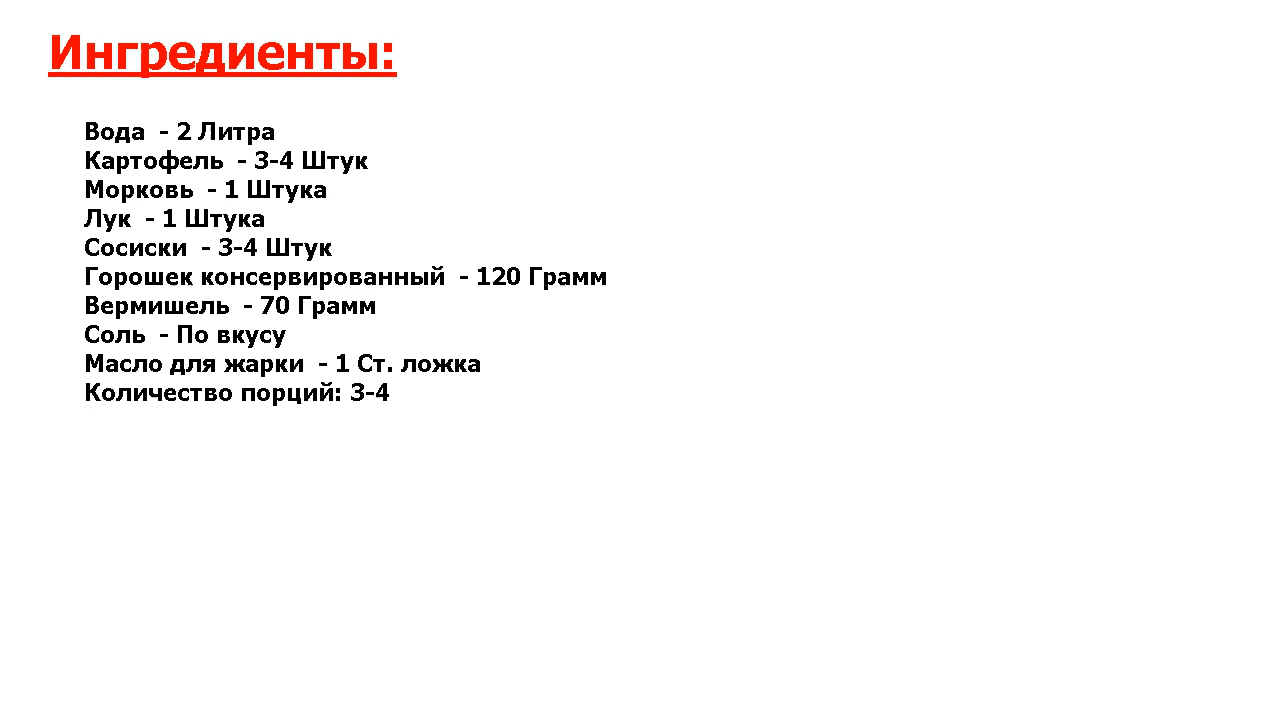 Ингредиенты:
Вода - 2 Литра
Картофель - 3-4 Штук
Морковь - 1 Штука
Лук - 1 Штука
Сосиски - 3-4 Штук
Горошек консервированный - 120 Грамм
Вермишель - 70 Грамм
Соль - По вкусу
Масло для жарки - 1 Ст. ложка
Количество порций: 3-4